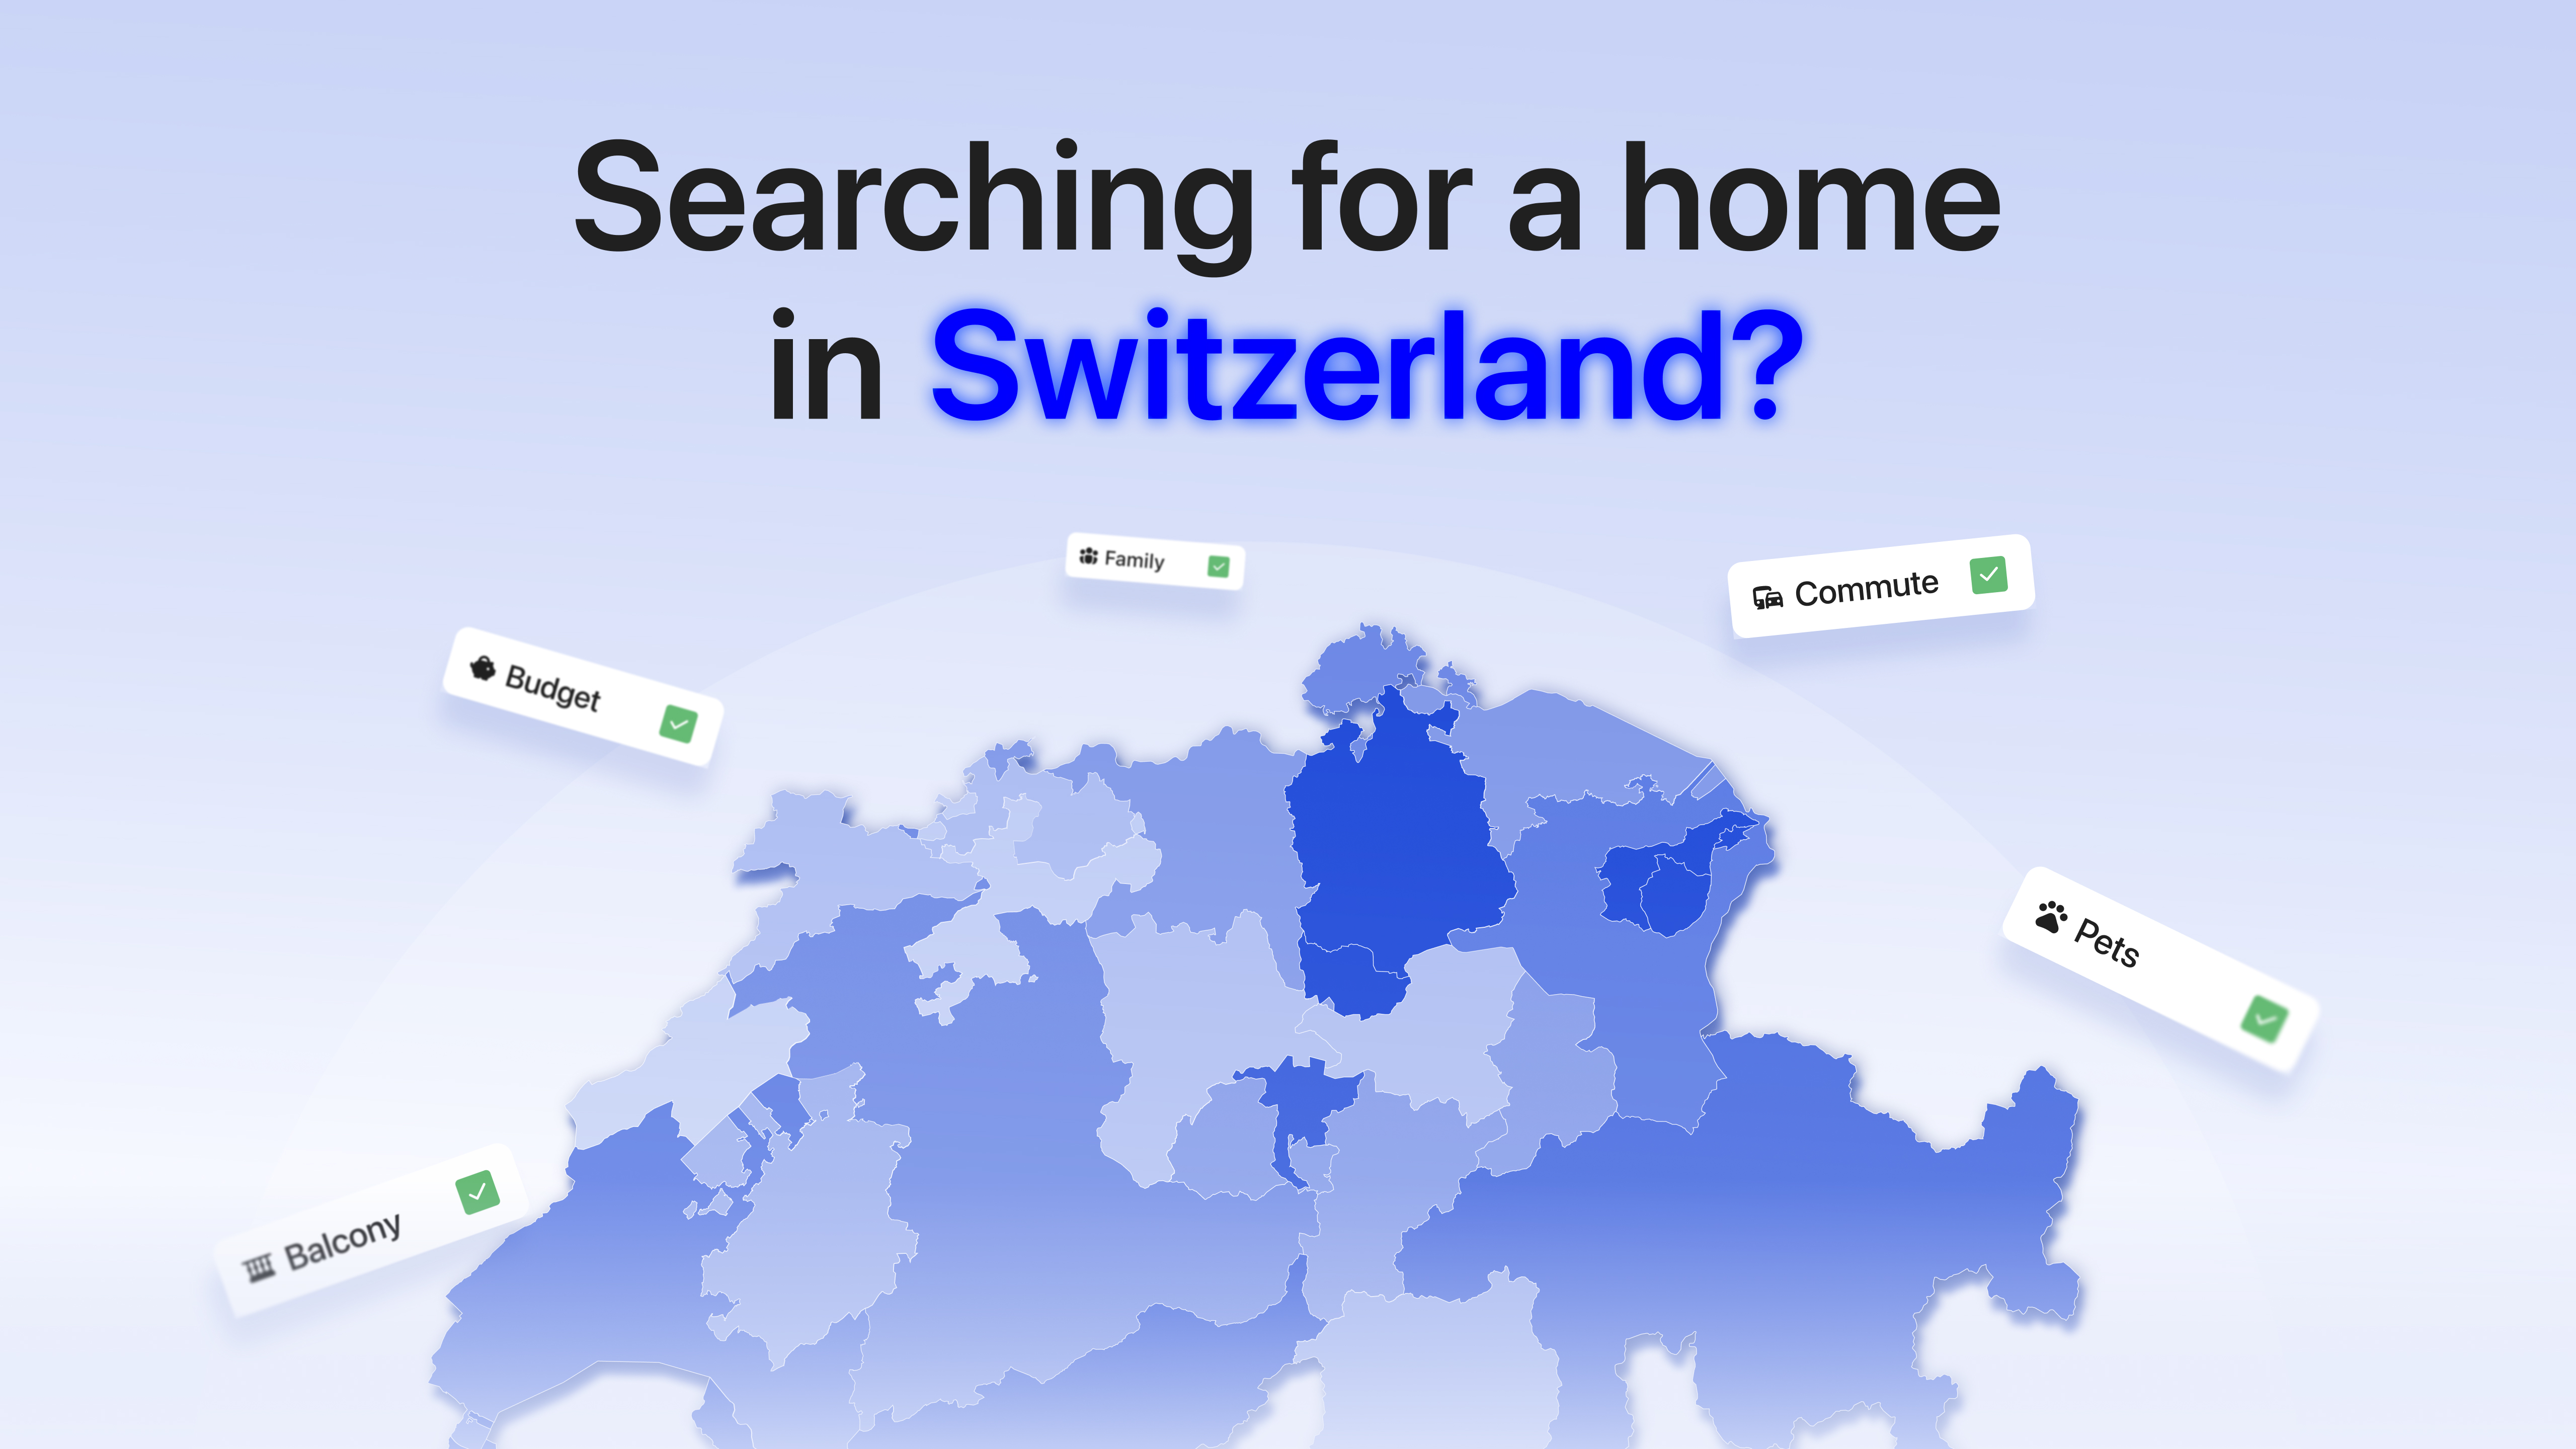 Searching for a home
in Switzerland?
Family
Commute
Budget
Pets
Balcony